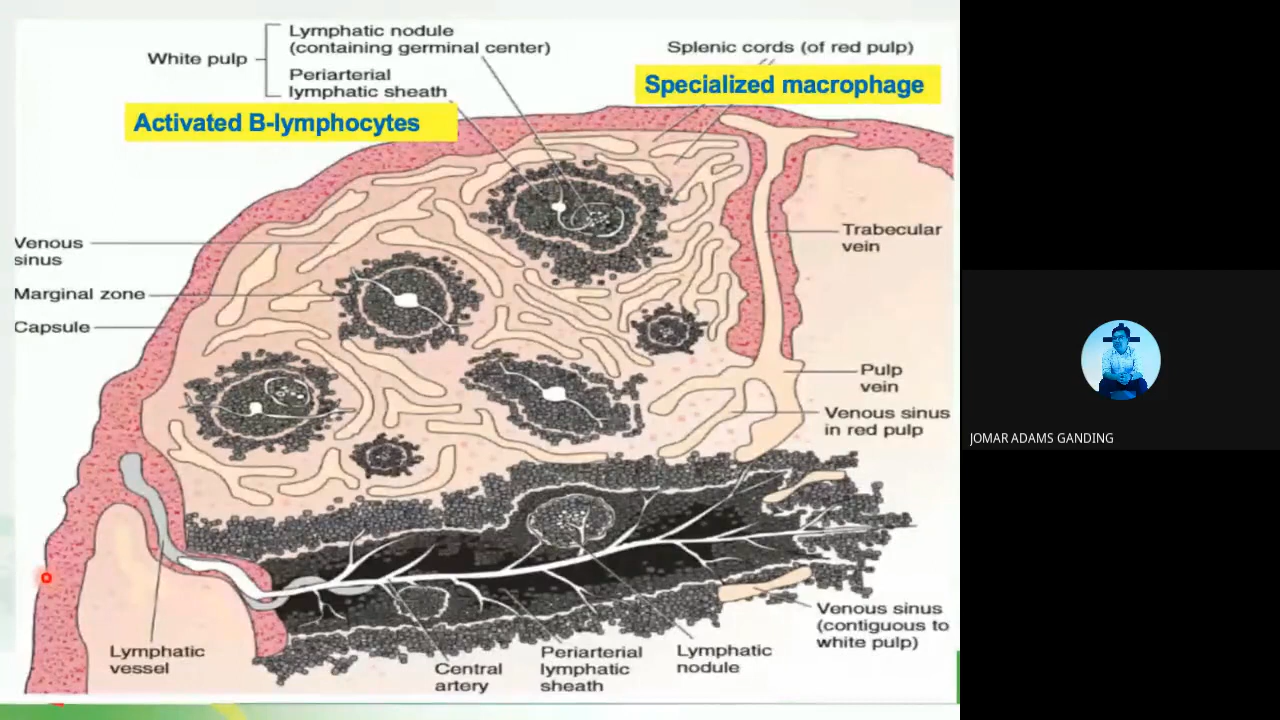 Lymphatic nodule
(containing germinal center)
White pulp
Periarterial
lymphatic sheath
Activated B-lymphocytes
Splenic cords (of red pulp)
Specialized macrophage
Venous
sinus
Marginal zone
Capsule
Trabecular
vein
Pulp
vein
Venous sinus
in red pulp
Venous sinus
(contiguous to
white pulp)
Lymphatic
vessel
Central
artery
Periarterial
lymphatic
sheath
Lymphatic
nodule
JOMAR ADAMS GANDING